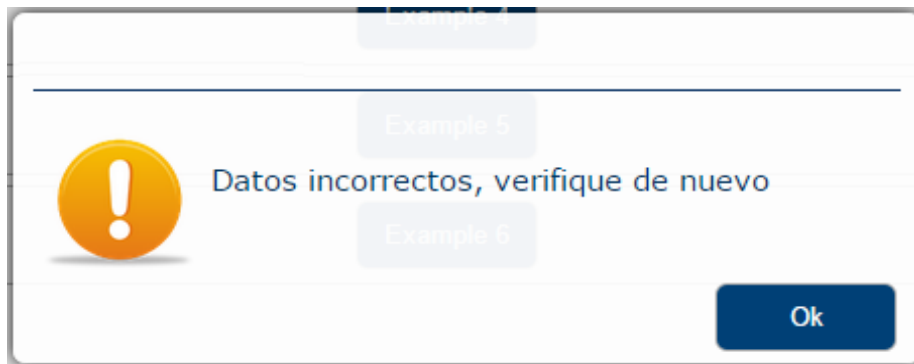 Example 4
Example 5
Datos incorrectos, verifique de nuevo
Example 6
Ok